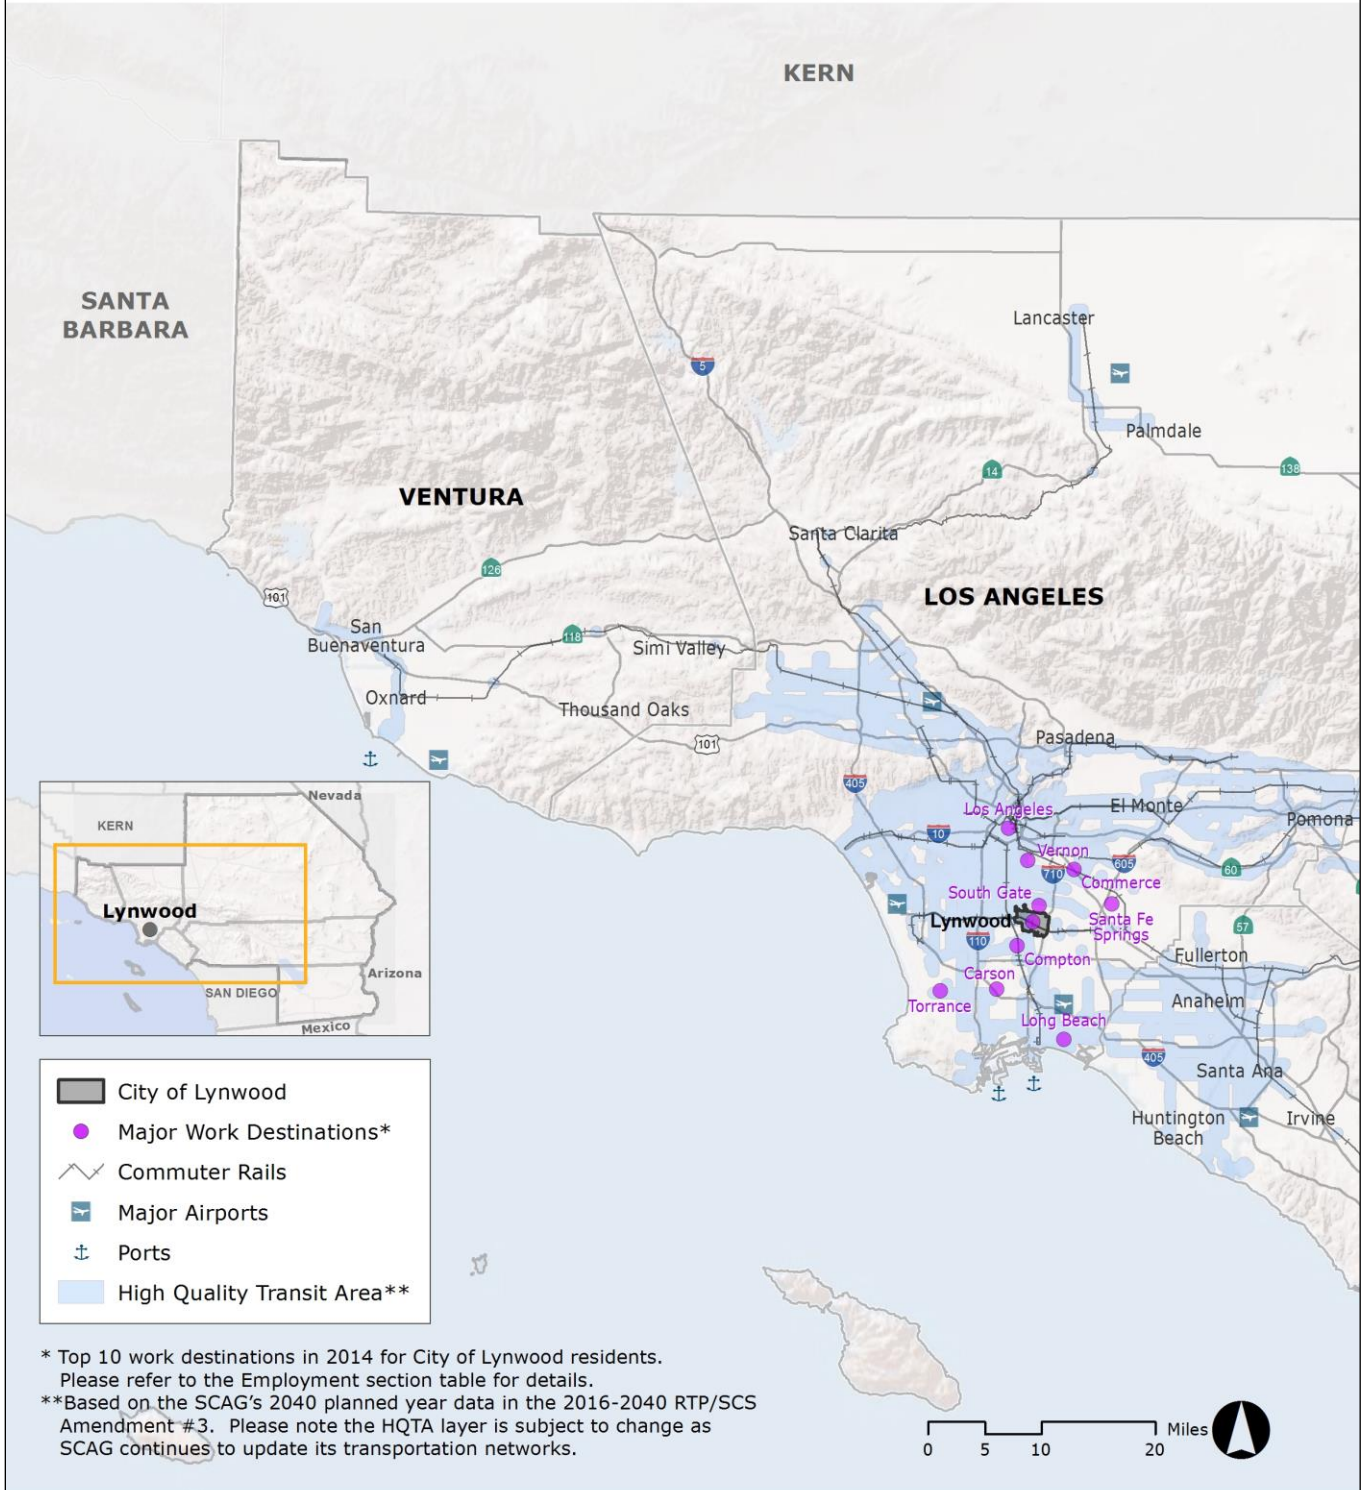 KERN
SANTA
BARBARA
Lancaster
5
Palmdale
14
138
VENTURA
Santa Clarita
126
LOS ANGELES
101
San
Buenaventura
118
Simi Valley
Oxnard
Thousand Oaks
101
Pasadena
405
Los Angeles
El Monte
Pomona
10
Vernon
605
710
60
Commerce
South Gate
Lynwood
Santa Fe
Springs
57
110
Compton
Fullerton
Carson
Torrance
Anaheim
Long Beach
405
Santa Ana
Huntington
Beach
Irvine
Nevada
KERN
Lynwood
Arizona
SAN DIEGO
Mexico
City of Lynwood
Major Work Destinations*
Commuter Rails
Major Airports
Ports
High Quality Transit Area**
* Top 10 work destinations in 2014 for City of Lynwood residents.
Please refer to the Employment section table for details.
**Based on the SCAG's 2040 planned year data in the 2016-2040 RTP/SCS
Amendment #3. Please note the HQTA layer is subject to change as
SCAG continues to update its transportation networks.
Miles
0 5 10 20